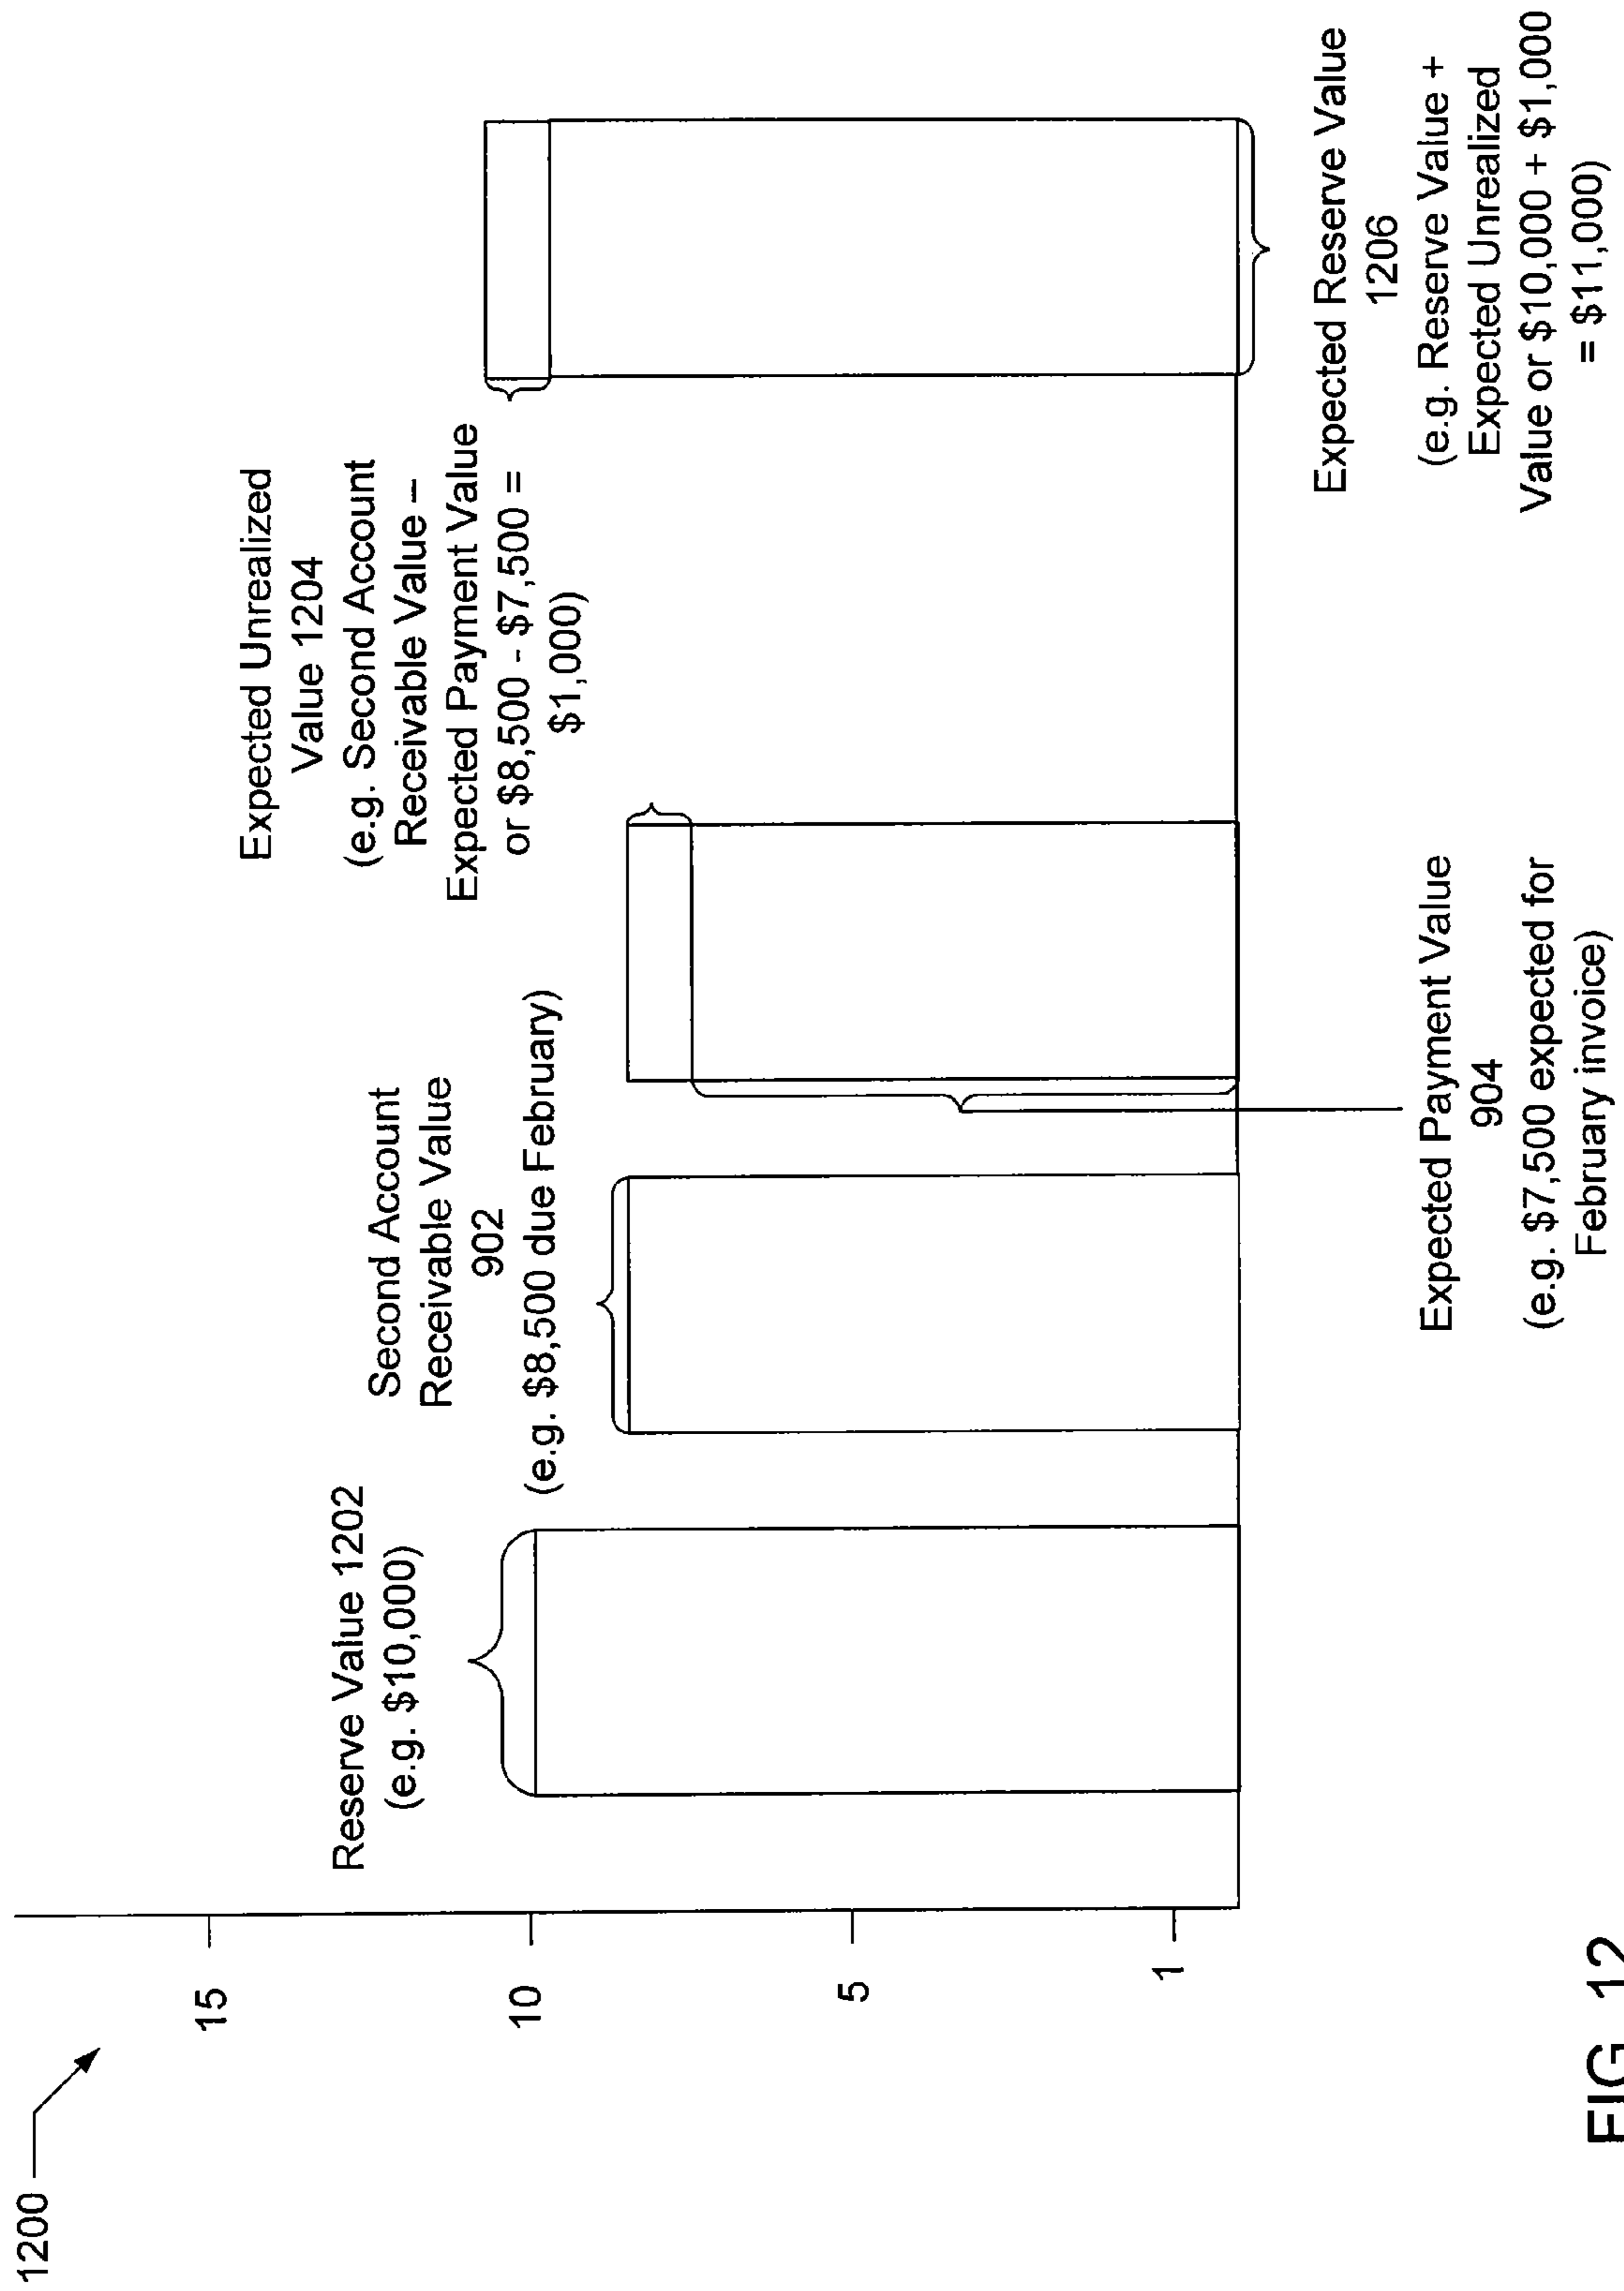 1200
15
10
5
1
Reserve Value 1202
(e.g. $10,000)
Second Account
Receivable Value
902
(e.g. $8,500 due February)
Expected Unrealized
Value 1204
(e.g. Second Account
Receivable Value –
Expected Payment Value
or $8,500 - $7,500 =
$1,000)
Expected Payment Value
904
(e.g. $7,500 expected for
February invoice)
Expected Reserve Value
1206
(e.g. Reserve Value +
Expected Unrealized
Value or $10,000 + $1,000
= $11,000)
FIG. 12